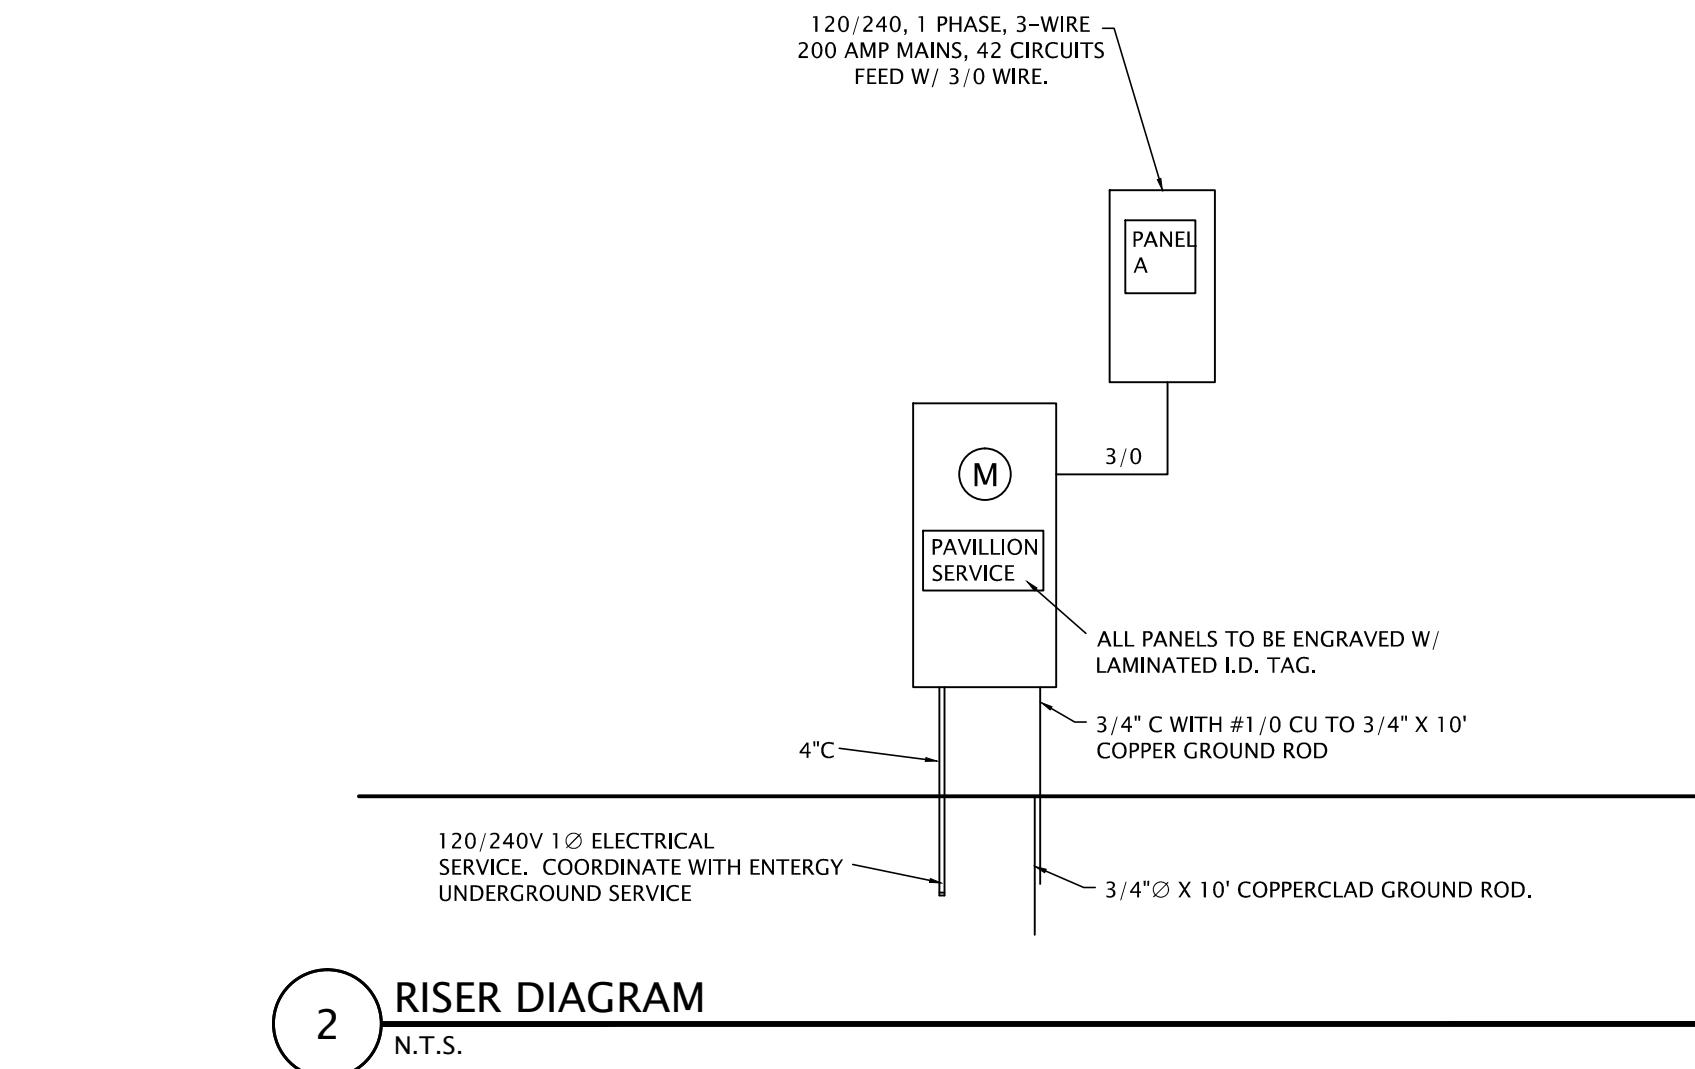 120/240, 1 PHASE, 3-WIRE
200 AMP MAINS, 42 CIRCUITS
FEED W/ 3/0 WIRE.
PANEL
A
3/0
M
PAVILLION
SERVICE
ALL PANELS TO BE ENGRAVED W/
LAMINATED I.D. TAG.
3/4" C WITH #1/0 CU TO 3/4" X 10'
COPPER GROUND ROD
4"C
120/240V 1∅ ELECTRICAL
SERVICE. COORDINATE WITH ENTERGY
UNDERGROUND SERVICE
3/4"∅ X 10' COPPERCLAD GROUND ROD.
2
RISER DIAGRAM
N.T.S.